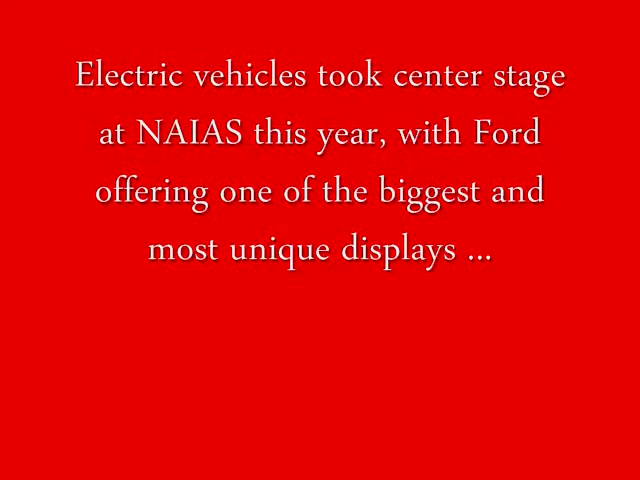 Electric vehicles took center stage
at NAIAS this year, with Ford
offering one of the biggest and
most unique displays ...